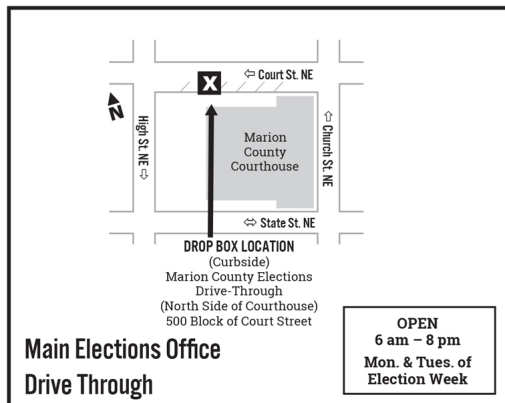 X
⇦ Court St. NE
N
High St. NE ⇩
Marion
County
Courthouse
⇧ Church St. NE
⇔ State St. NE
DROP BOX LOCATION
(Curbside)
Marion County Elections
Drive-Through
(North Side of Courthouse)
500 Block of Court Street
Main Elections Office
Drive Through
OPEN
6 am – 8 pm
Mon. & Tues. of
Election Week